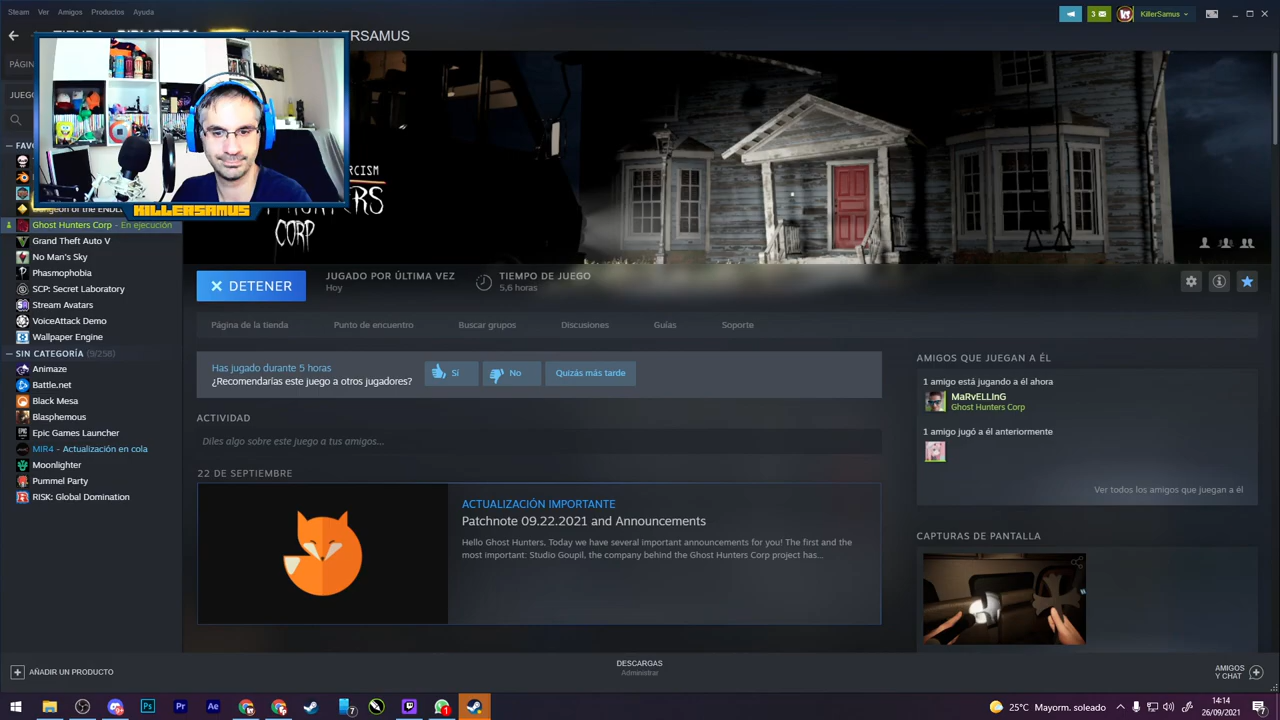 Steam Ver Amigos Productos Ayuda
3 KillerSamus
KILLERSAMUS
KILLERSAMUS
CORP
FAV
Ghost Hunters Corp - En ejecución
Grand Theft Auto V
No Man's Sky
Phasmophobia
SCP: Secret Laboratory
Stream Avatars
VoiceAttack Demo
Wallpaper Engine
SIN CATEGORÍA (9/256)
Animaze
Battle.net
Black Mesa
Blasphemous
Epic Games Launcher
MIR4 - Actualización en cola
Moonlighter
Pummel Party
RISK: Global Domination
AÑADIR UN PRODUCTO
DETENER
JUGADO POR ÚLTIMA VEZ
Hoy
TIEMPO DE JUEGO
5,6 horas
Página de la tienda Punto de encuentro Buscar grupos Discusiones Guías Soporte
Has jugado durante 5 horas
¿Recomendarías este juego a otros jugadores?
Sí No Quizás más tarde
ACTIVIDAD
Diles algo sobre este juego a tus amigos...
22 DE SEPTIEMBRE
ACTUALIZACIÓN IMPORTANTE
Patchnote 09.22.2021 and Announcements
Hello Ghost Hunters, Today we have several important announcements for you! The first and the
most important: Studio Goupil, the company behind the Ghost Hunters Corp project has...
AMIGOS QUE JUEGAN A ÉL
1 amigo está jugando a él ahora
MaRvELLInG
Ghost Hunters Corp
1 amigo jugó a él anteriormente
Ver todos los amigos que juegan a él
CAPTURAS DE PANTALLA
DESCARGAS
Administrar
AMIGOS
Y CHAT
Ps Pr Ae 7 1
25°C Mayorm. soleado
14:14
26/09/2021